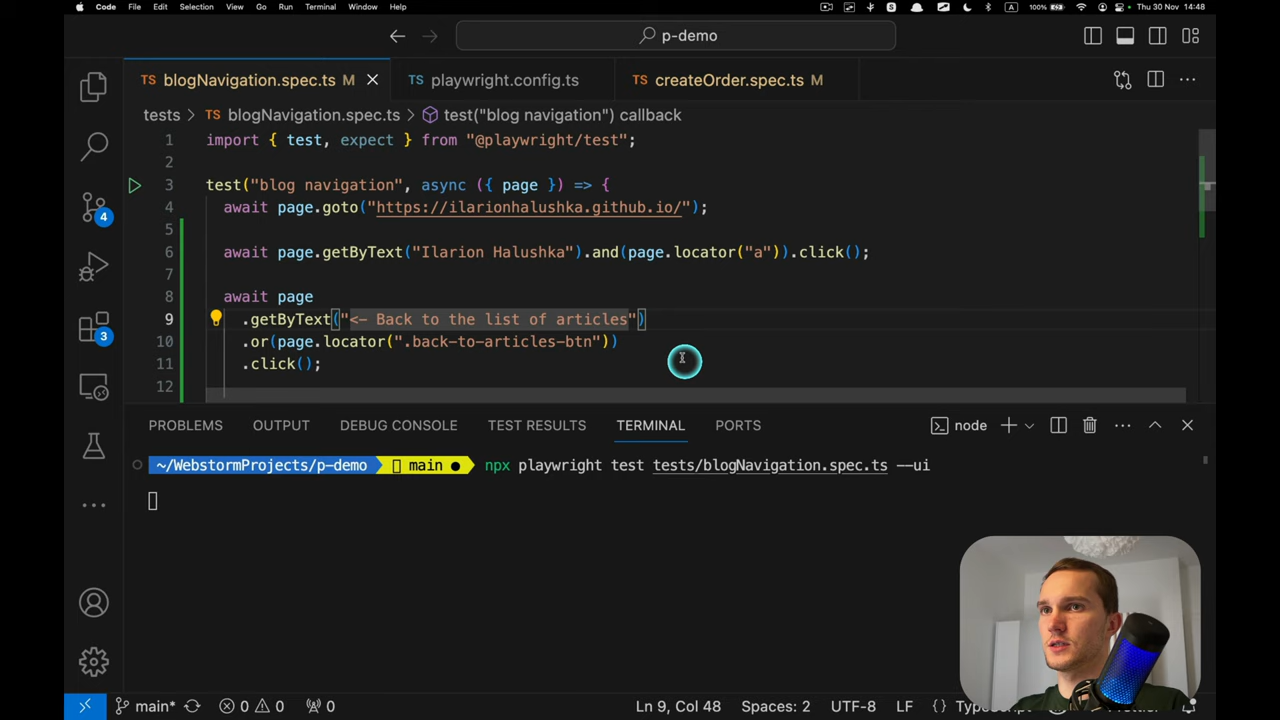 Code File Edit Selection View Go Run Terminal Window Help A 100% Thu 30 Nov 14:48
p-demo
TS blogNavigation.spec.ts M playwright.config.ts TS createOrder.spec.ts M
tests > TS blogNavigation.spec.ts > test("blog navigation") callback
1 import { test, expect } from "@playwright/test";
2
3 test("blog navigation", async ({ page }) => {
4 await page.goto("https://ilarionhalushka.github.io/");
5
6 await page.getByText("Ilarion Halushka").and(page.locator("a")).click();
7
8 await page
9 .getByText("<- Back to the list of articles")
10 .or(page.locator(".back-to-articles-btn"))
11 .click();
12
4
3
PROBLEMS OUTPUT DEBUG CONSOLE TEST RESULTS TERMINAL PORTS node
~/WebstormProjects/p-demo main ● npx playwright test tests/blogNavigation.spec.ts --ui
main* 0 0 0 Ln 9, Col 48 Spaces: 2 UTF-8 LF {}